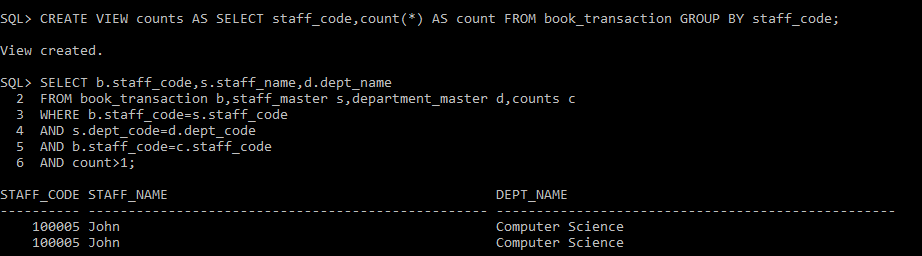 SQL> CREATE VIEW counts AS SELECT staff_code,count(*) AS count FROM book_transaction GROUP BY staff_code;
View created.
SQL> SELECT b.staff_code,s.staff_name,d.dept_name
  2  FROM book_transaction b,staff_master s,department_master d,counts c
  3  WHERE b.staff_code=s.staff_code
  4  AND s.dept_code=d.dept_code
  5  AND b.staff_code=c.staff_code
  6  AND count>1;
STAFF_CODE STAFF_NAME                                         DEPT_NAME
---------- -------------------------------------------------- --------------------------------------------------
    100005 John                                               Computer Science
    100005 John                                               Computer Science